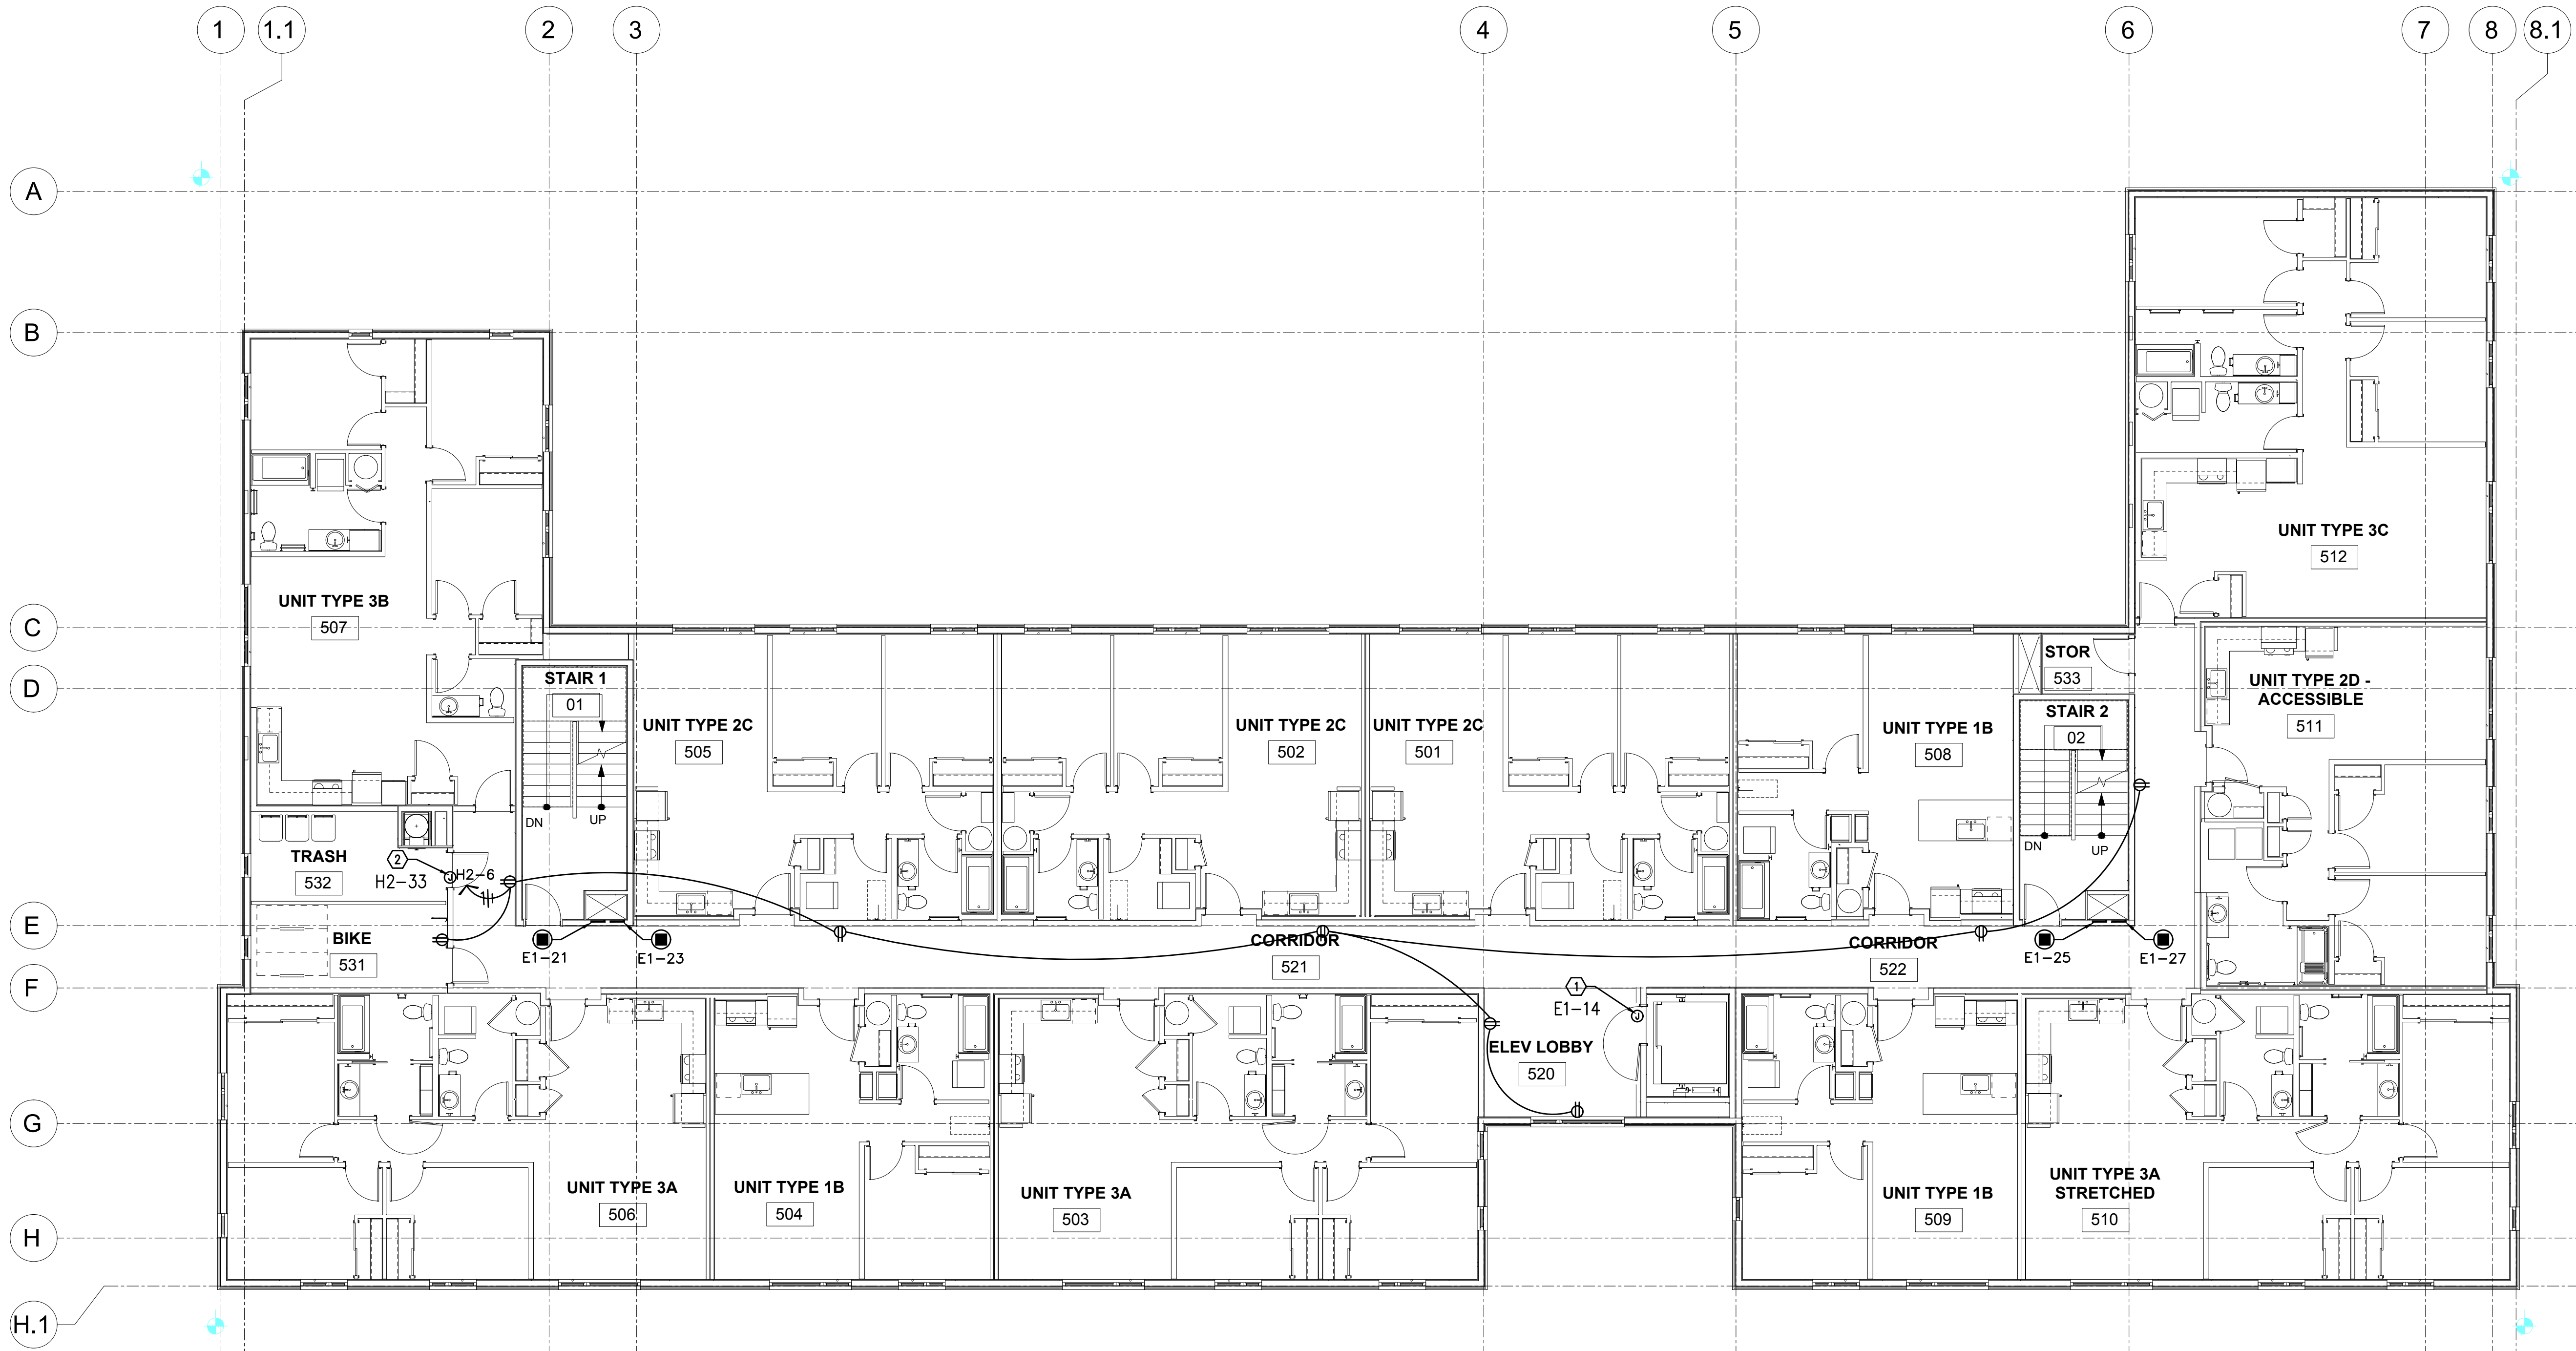 1
1.1
2
3
4
5
6
7
8
8.1
A
B
C
D
E
F
G
H
H.1
UNIT TYPE 3C
512
UNIT TYPE 3B
507
STAIR 1
01
DN
UP
UNIT TYPE 2C
505
UNIT TYPE 2C
502
UNIT TYPE 2C
501
UNIT TYPE 1B
508
STOR
533
STAIR 2
02
DN
UP
UNIT TYPE 2D -
ACCESSIBLE
511
TRASH
532
2
H2-33
J
H2-6
BIKE
531
E1-21
E1-23
CORRIDOR
521
CORRIDOR
522
E1-25
E1-27
1
E1-14
J
ELEV LOBBY
520
UNIT TYPE 3A
506
UNIT TYPE 1B
504
UNIT TYPE 3A
503
UNIT TYPE 1B
509
UNIT TYPE 3A
STRETCHED
510